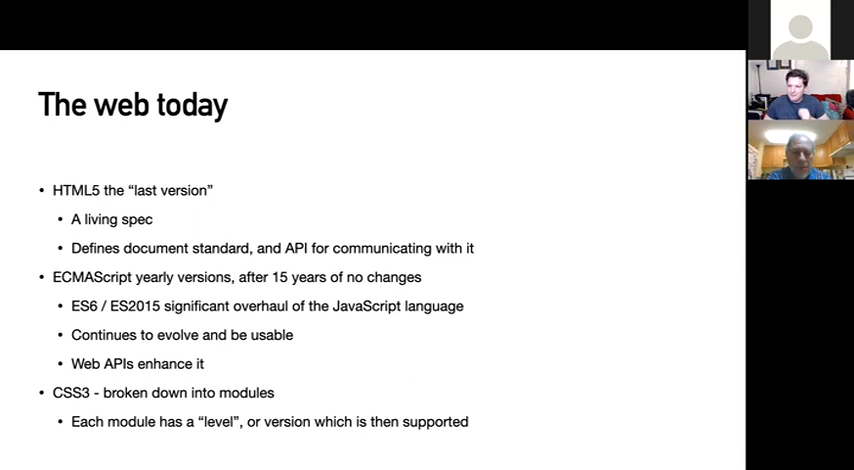 The web today
• HTML5 the “last version”
• A living spec
• Defines document standard, and API for communicating with it
• ECMAScript yearly versions, after 15 years of no changes
• ES6 / ES2015 significant overhaul of the JavaScript language
• Continues to evolve and be usable
• Web APIs enhance it
• CSS3 - broken down into modules
• Each module has a “level”, or version which is then supported